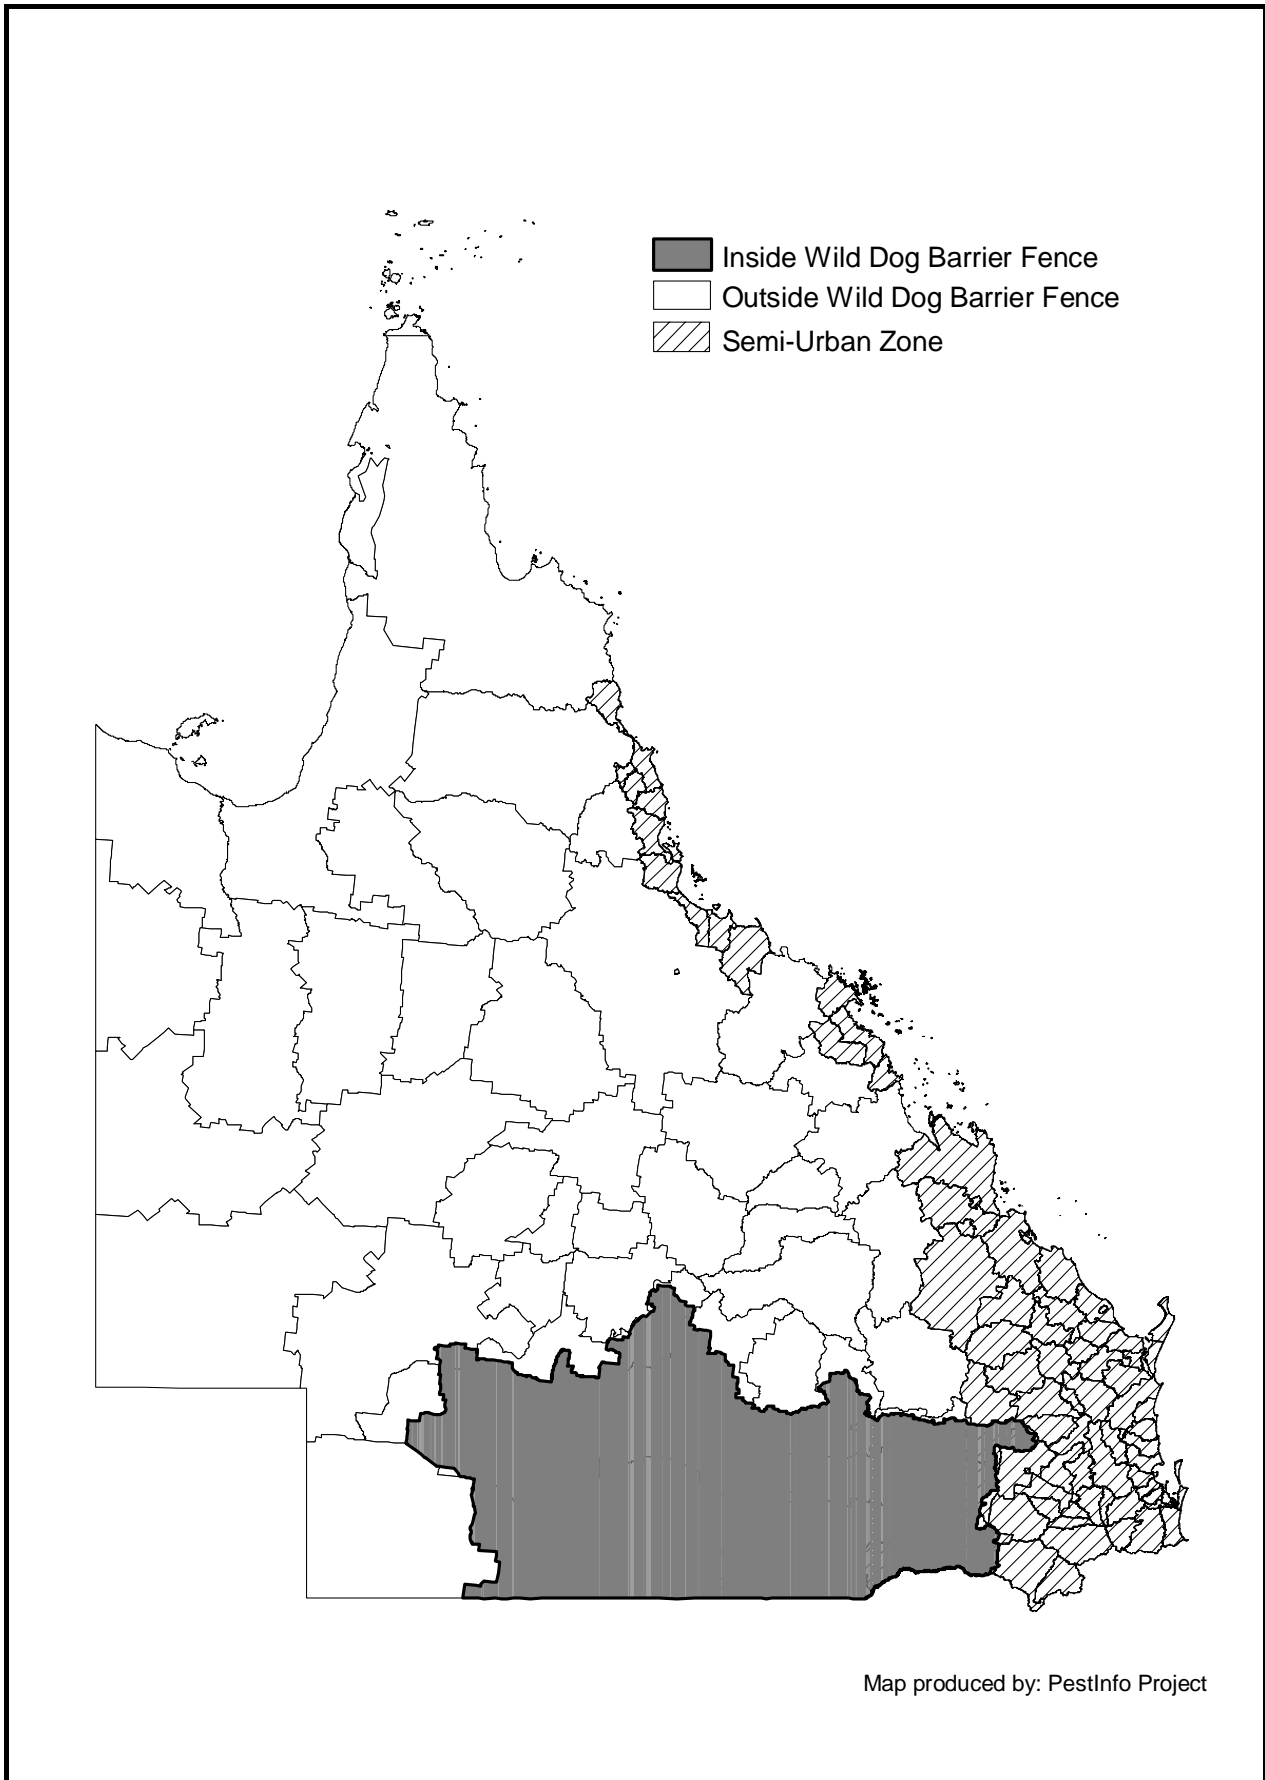 Inside Wild Dog Barrier Fence
Outside Wild Dog Barrier Fence
Semi-Urban Zone
Map produced by: PestInfo Project